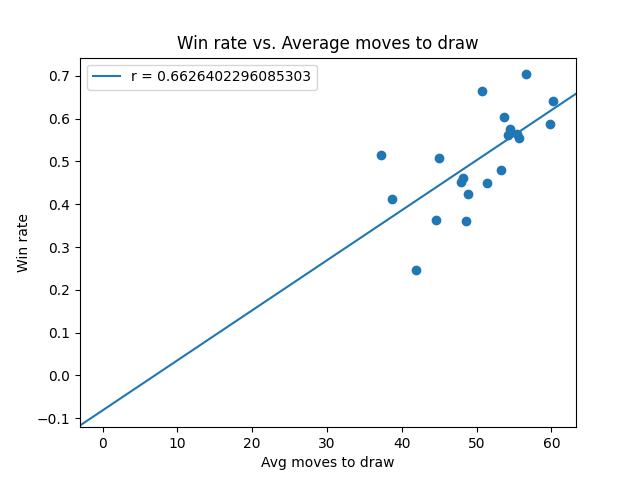 Win rate vs. Average moves to draw
r = 0.6626402296085303
0.7
0.6
0.5
0.4
0.3
0.2
0.1
0.0
−0.1
Win rate
0 10 20 30 40 50 60
Avg moves to draw